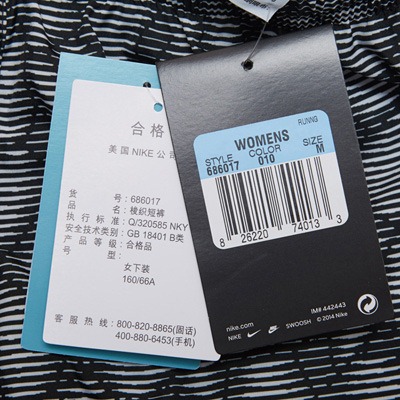 合格
美国 NIKE 公司
货 号: 686017
品 名: 梭织短裤
执 行 标 准: Q/320585 NKY
安全技术类别: GB 18401 B类
产 品 等 级: 合格品
型 号:
女下装
160/66A
客 服 热 线: 800-820-8865(固话)
400-880-6453(手机)
RUNNG
WOMENS
STYLE COLOR SIZE
686017 010 M
8 26220 74013 3
IM# 442443
nike.com
NIKE SWOOSH © 2014 Nike